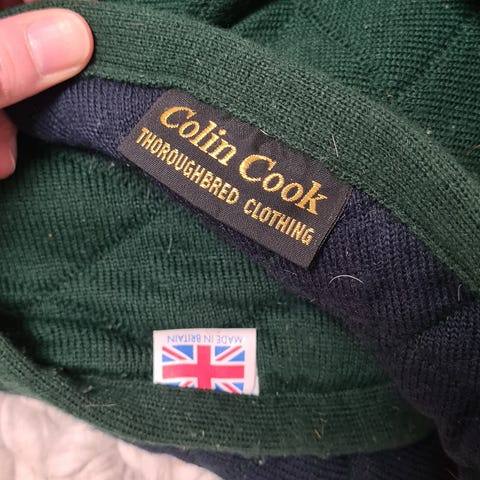 Colin Cook
THOROUGHBRED CLOTHING
MADE IN BRITAIN